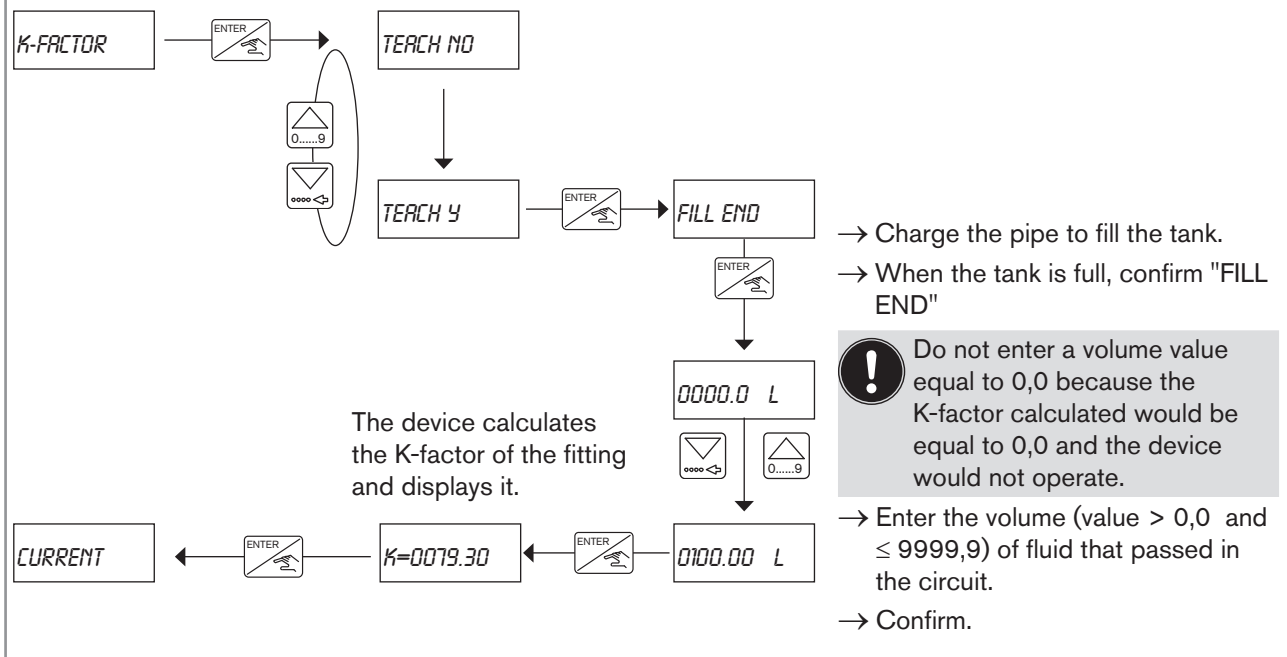 K-FACTOR
ENTER
TEACH NO
0......9
TEACH Y
ENTER
FILL END
→ Charge the pipe to fill the tank.
→ When the tank is full, confirm "FILL
END"
ENTER
! Do not enter a volume value
equal to 0,0 because the
K-factor calculated would be
equal to 0,0 and the device
would not operate.
0000.0 L
0......9
The device calculates
the K-factor of the fitting
and displays it.
→ Enter the volume (value > 0,0 and
≤ 9999,9) of fluid that passed in
the circuit.
→ Confirm.
CURRENT
ENTER
K=0079.30
ENTER
0100.00 L